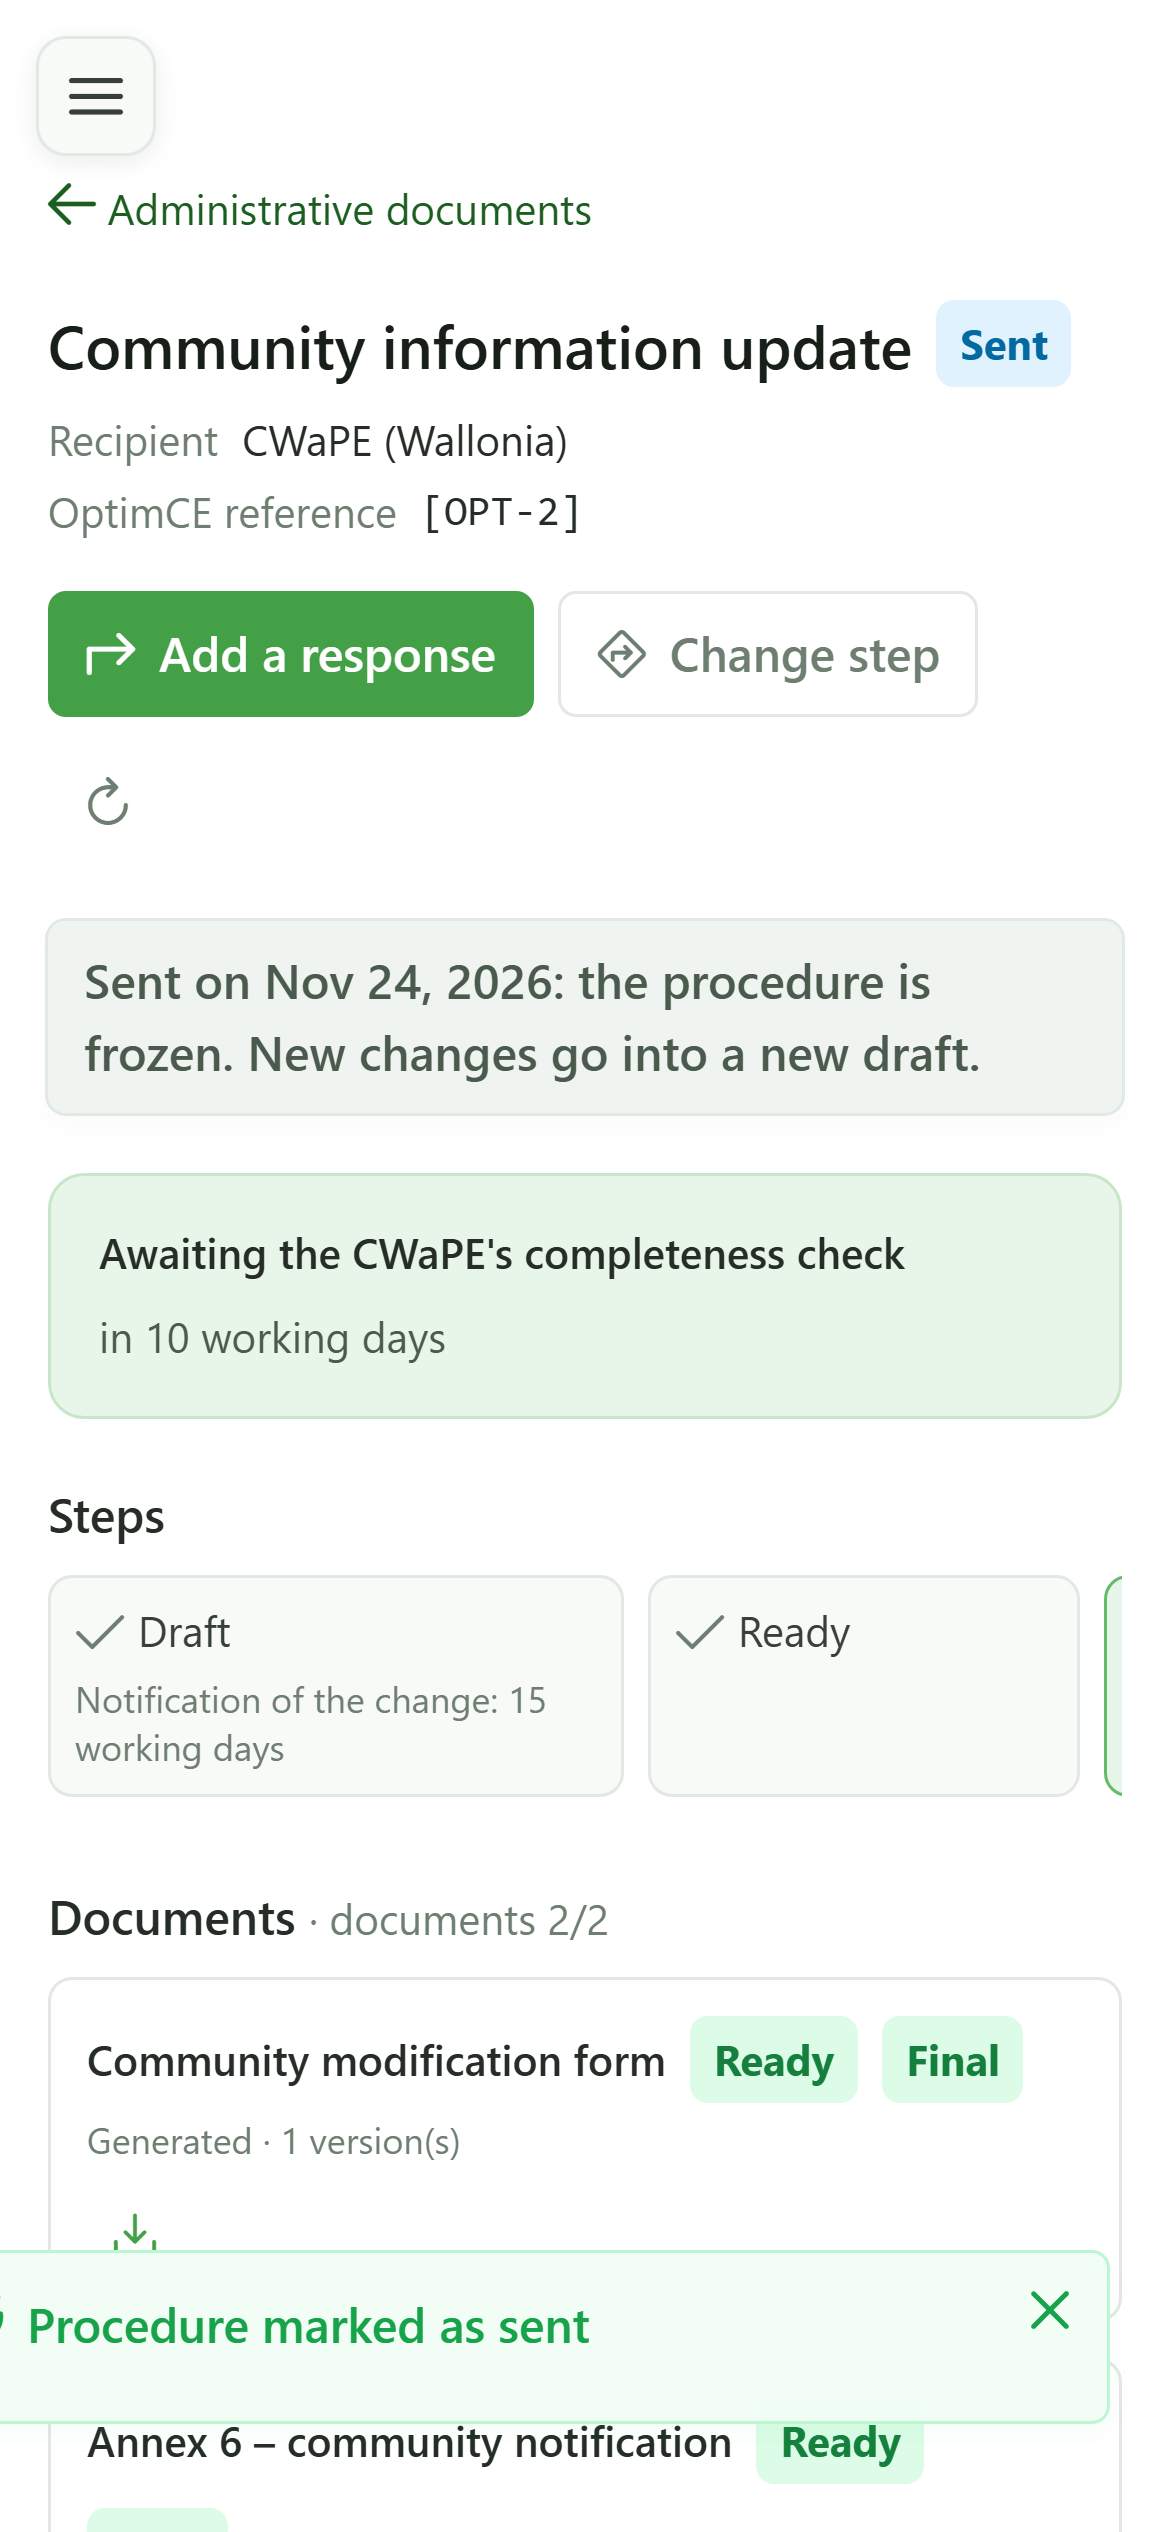 Administrative documents
Community information update Sent
Recipient CWaPE (Wallonia)
OptimCE reference [OPT-2]
Add a response Change step
Sent on Nov 24, 2026: the procedure is
frozen. New changes go into a new draft.
Awaiting the CWaPE's completeness check
in 10 working days
Steps
Draft
Notification of the change: 15
working days
Ready
Documents · documents 2/2
Community modification form Ready Final
Generated · 1 version(s)
Procedure marked as sent
Annex 6 – community notification Ready